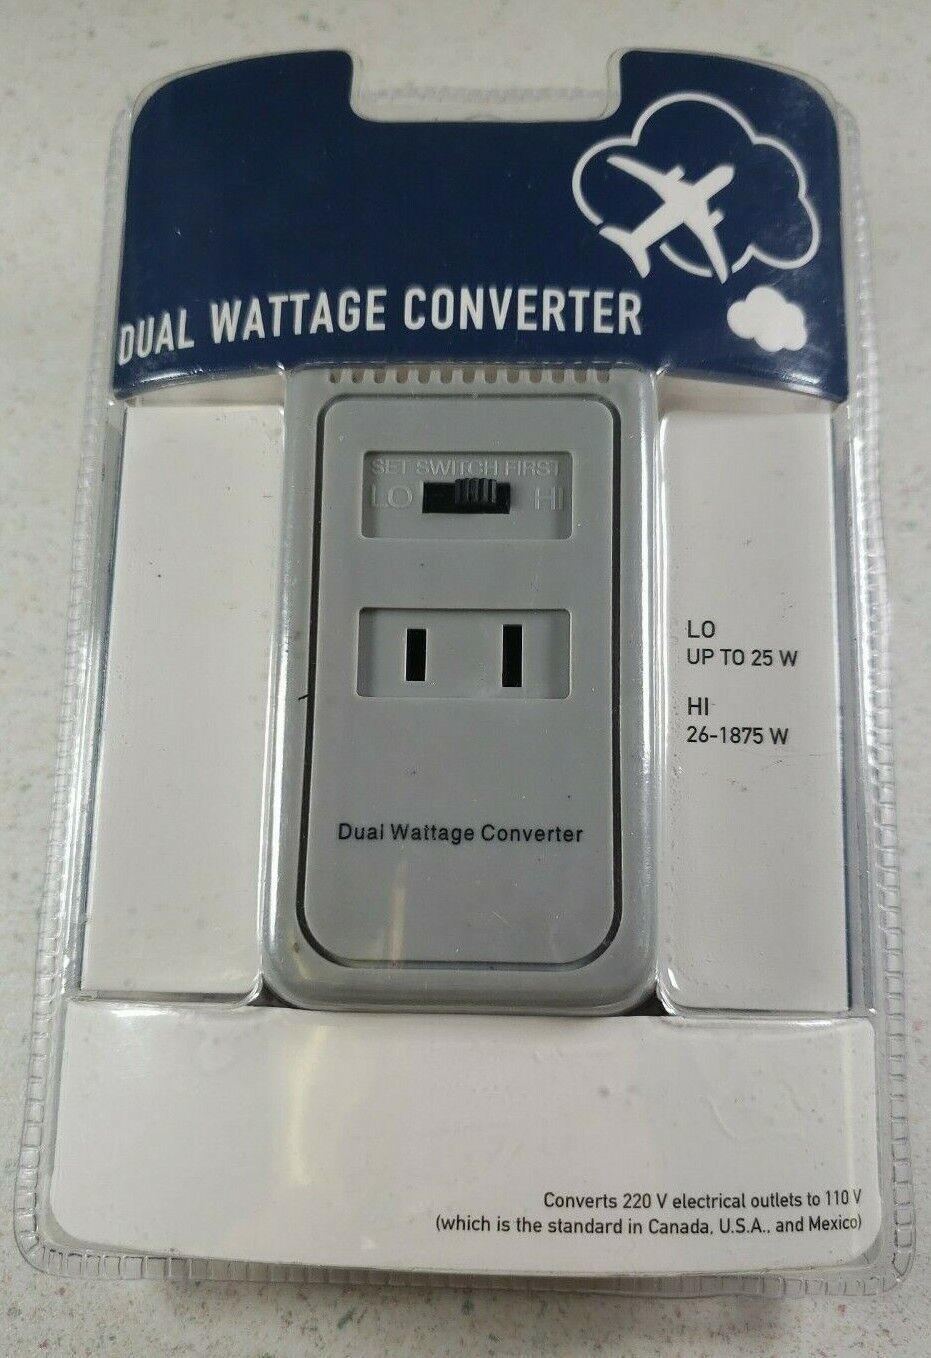 DUAL WATTAGE CONVERTER
SET SWITCH FIRST
LO HI
LO
UP TO 25 W
HI
26-1875 W
Dual Wattage Converter
Converts 220 V electrical outlets to 110 V
(which is the standard in Canada, U.S.A., and Mexico)